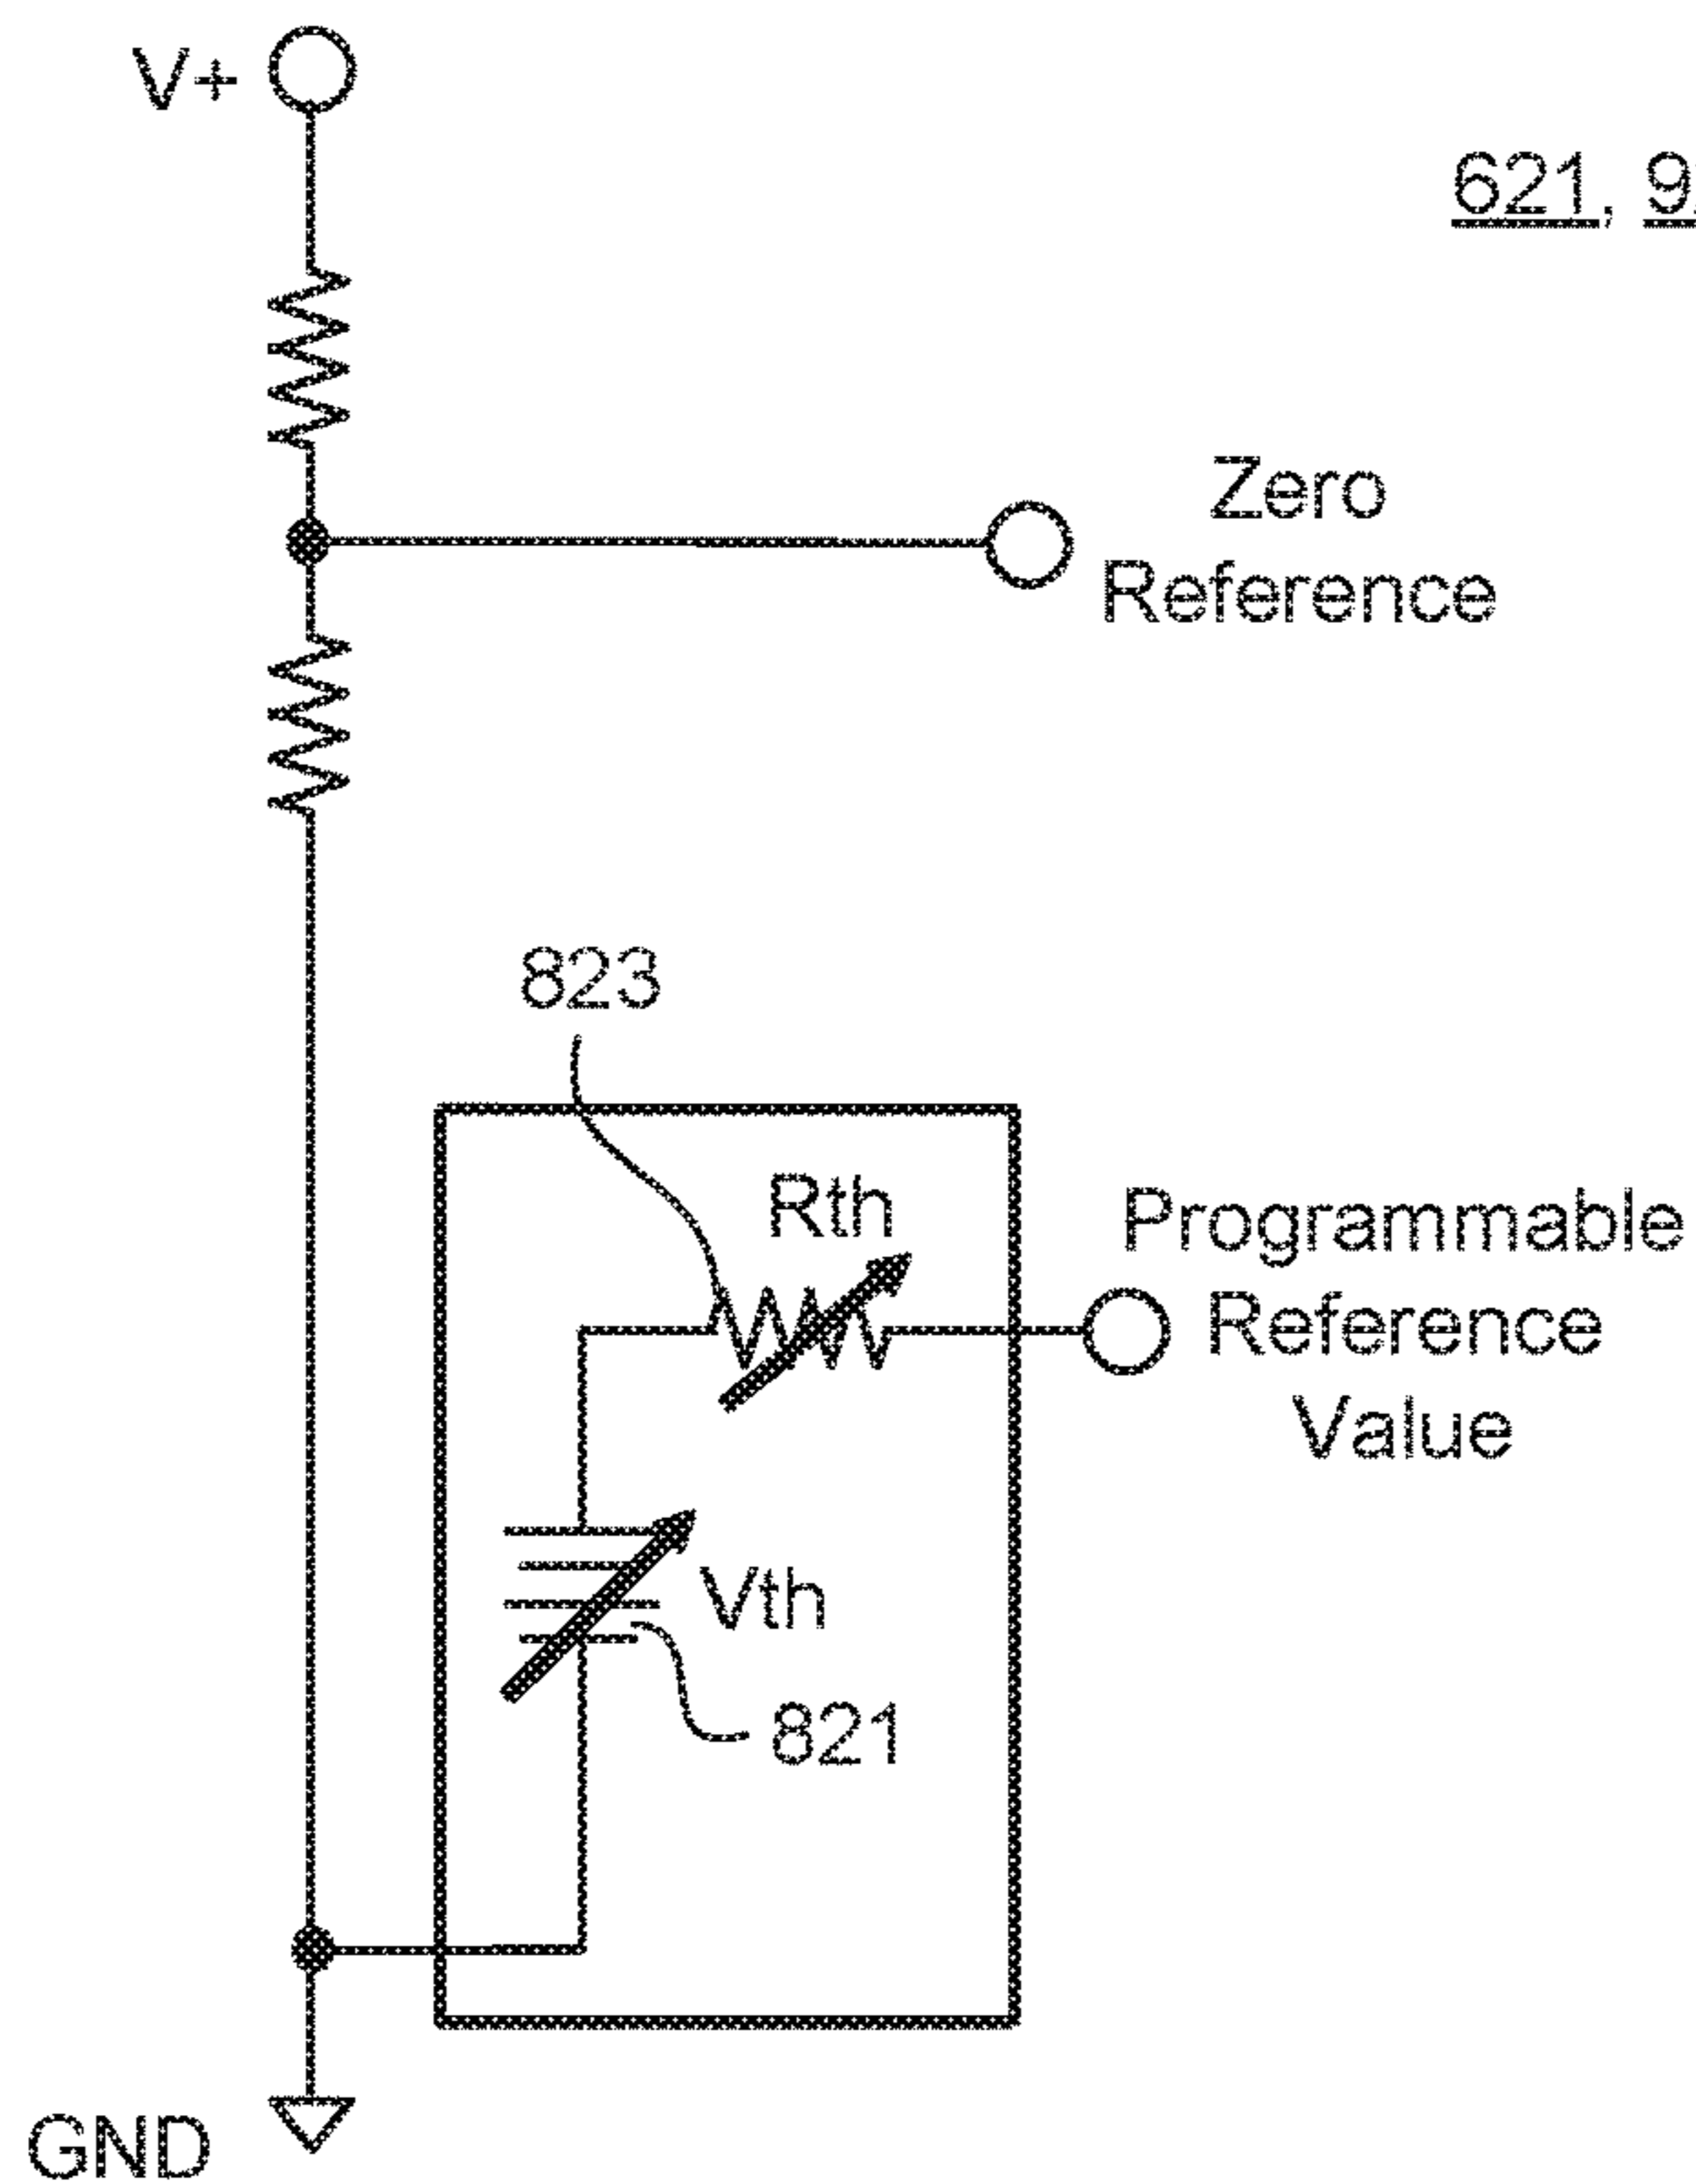 V+
621,
Zero
Reference
823
Rth
Programmable
Reference
Value
Vth
821
GND